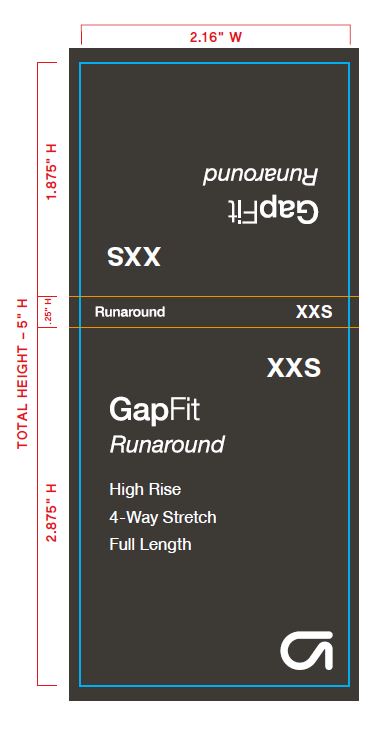 2.16" W
1.875" H
Runaround
GapFit
XXS
TOTAL HEIGHT – 5" H
.25" H
Runaround XXS
XXS
GapFit
Runaround
2.875" H
High Rise
4-Way Stretch
Full Length